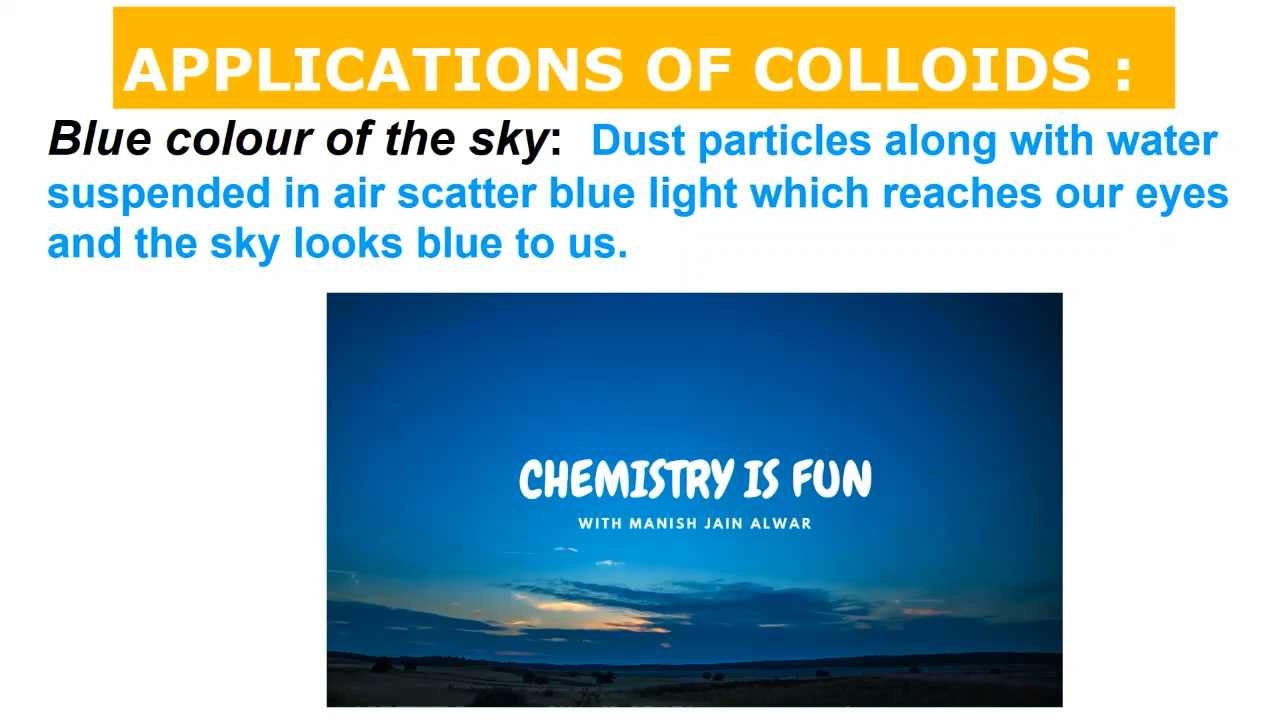 APPLICATIONS OF COLLOIDS :
Blue colour of the sky: Dust particles along with water
suspended in air scatter blue light which reaches our eyes
and the sky looks blue to us.
CHEMISTRY IS FUN
WITH MANISH JAIN ALWAR